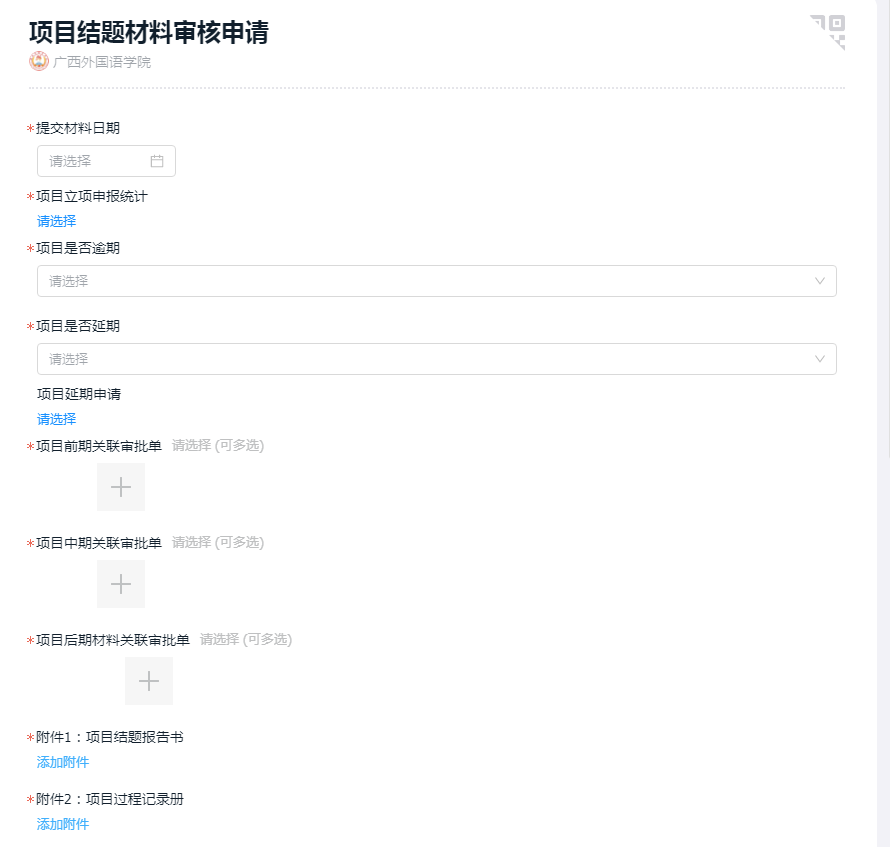 项目结题材料审核申请
广西外国语学院
*提交材料日期
请选择
*项目立项申报统计
请选择
*项目是否逾期
请选择
*项目是否延期
请选择
项目延期申请
请选择
*项目前期关联审批单 请选择 (可多选)
*项目中期关联审批单 请选择 (可多选)
*项目后期材料关联审批单 请选择 (可多选)
*附件1：项目结题报告书
添加附件
*附件2：项目过程记录册
添加附件